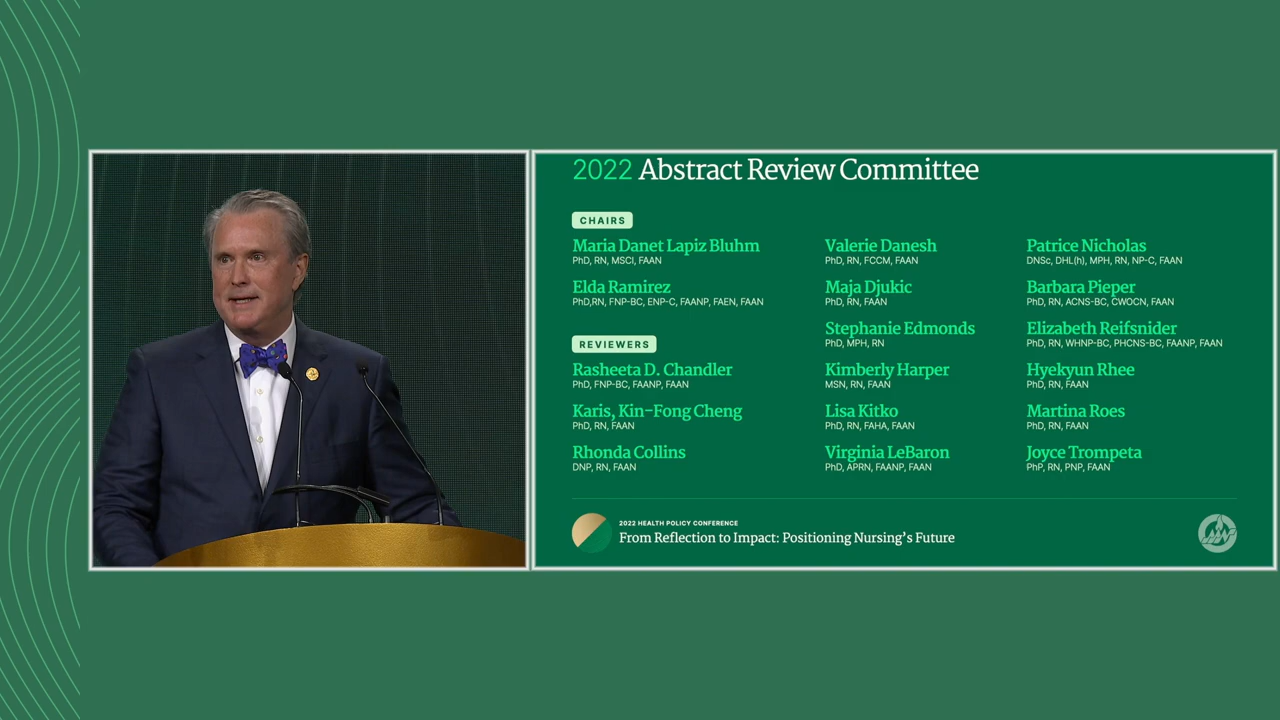 2022 Abstract Review Committee
CHAIRS
Maria Danet Lapiz Bluhm
PhD, RN, MSCI, FAAN
Elda Ramirez
PhD,RN, FNP-BC, ENP-C, FAANP, FAEN, FAAN
REVIEWERS
Rasheeta D. Chandler
PhD, FNP-BC, FAANP, FAAN
Karis, Kin-Fong Cheng
PhD, RN, FAAN
Rhonda Collins
DNP, RN, FAAN
Valerie Danesh
PhD, RN, FCCM, FAAN
Maja Djukic
PhD, RN, FAAN
Stephanie Edmonds
PhD, MPH, RN
Kimberly Harper
MSN, RN, FAAN
Lisa Kitko
PhD, RN, FAHA, FAAN
Virginia LeBaron
PhD, APRN, FAANP, FAAN
Patrice Nicholas
DNSc, DHL(h), MPH, RN, NP-C, FAAN
Barbara Pieper
PhD, RN, ACNS-BC, CWOCN, FAAN
Elizabeth Reifsnider
PhD, RN, WHNP-BC, PHCNS-BC, FAANP, FAAN
Hyekyun Rhee
PhD, RN, FAAN
Martina Roes
PhD, RN, FAAN
Joyce Trompeta
PhP, RN, PNP, FAAN
2022 HEALTH POLICY CONFERENCE
From Reflection to Impact: Positioning Nursing's Future